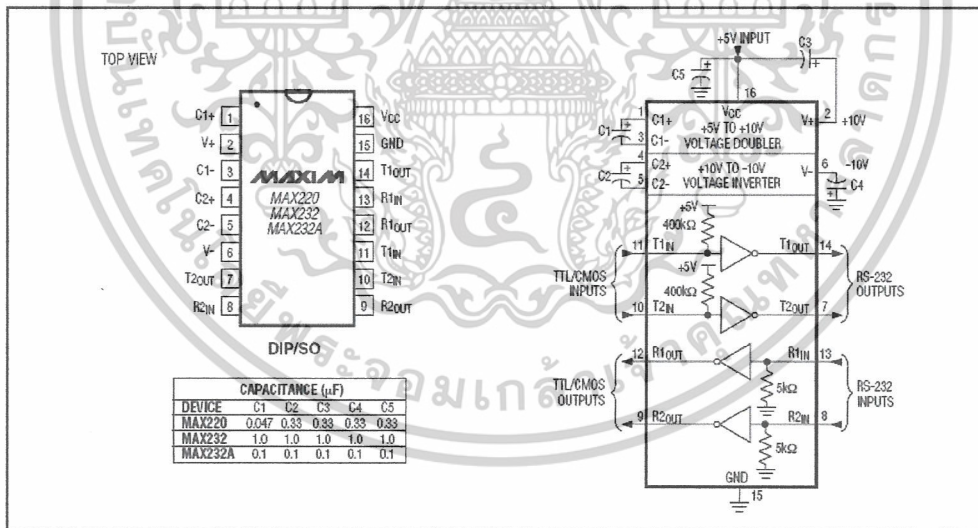 TOP VIEW
C1+ 1
V+ 2
C1- 3
C2+ 4
C2- 5
V- 6
T2OUT 7
R2IN 8
16 VCC
15 GND
14 T1OUT
13 R1IN
12 R1OUT
11 T1IN
10 T2IN
9 R2OUT
MAXIM
MAX220
MAX232
MAX232A
DIP/SO
CAPACITANCE (μF)
DEVICE C1 C2 C3 C4 C5
MAX220 0.047 0.33 0.33 0.33 0.33
MAX232 1.0 1.0 1.0 1.0 1.0
MAX232A 0.1 0.1 0.1 0.1 0.1
+5V INPUT
C3
C5
16
VCC
1 C1+
C1
3 C1-
+5V TO +10V
VOLTAGE DOUBLER
V+ 2 +10V
4 C2+
C2
5 C2-
+10V TO -10V
VOLTAGE INVERTER
V- 6 -10V
C4
+5V
400kΩ
11 T1IN
T1OUT 14
+5V
400kΩ
10 T2IN
T2OUT 7
TTL/CMOS
INPUTS
RS-232
OUTPUTS
12 R1OUT
R1IN 13
5kΩ
9 R2OUT
R2IN 8
5kΩ
TTL/CMOS
OUTPUTS
RS-232
INPUTS
GND
15